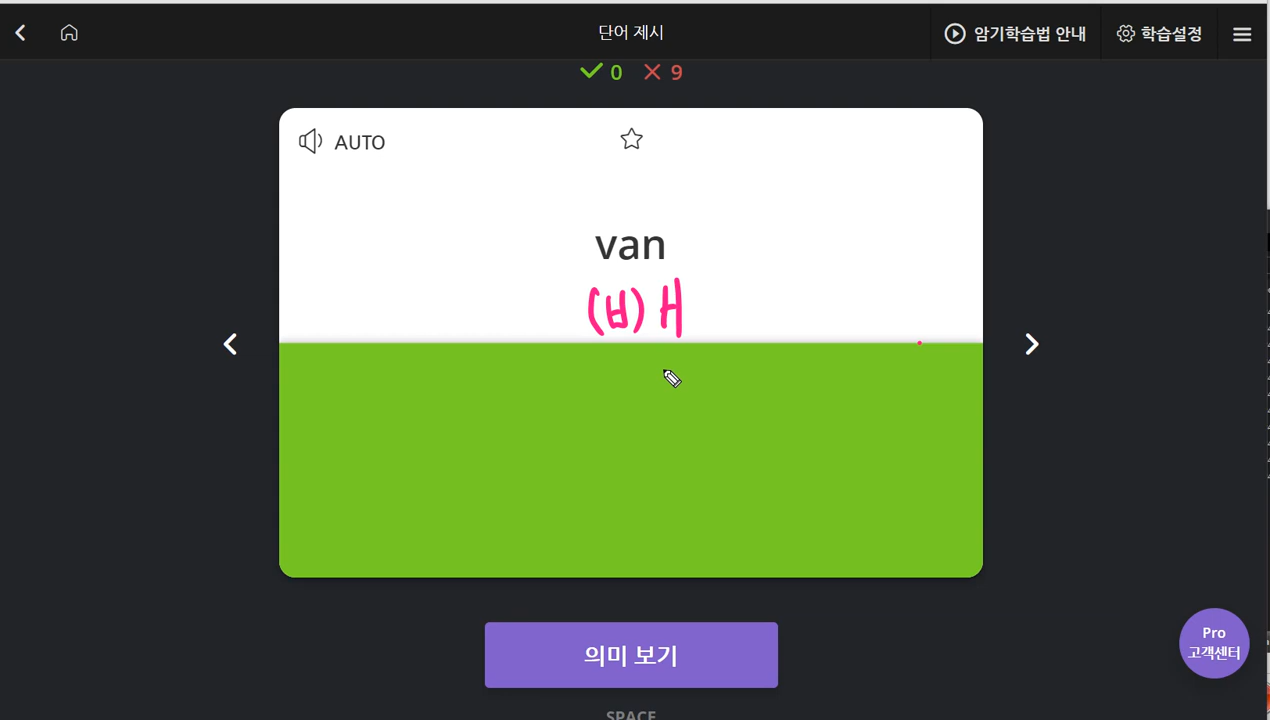 단어 제시
암기학습법 안내
학습설정
0 9
AUTO
van
(ㅂ) ㅐ
의미 보기
Pro
고객센터
SPACE